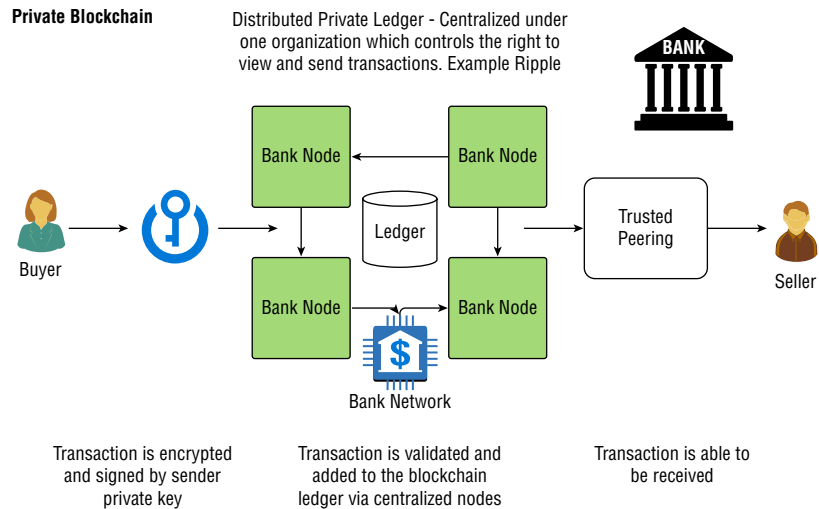 Private Blockchain
Distributed Private Ledger - Centralized under
one organization which controls the right to
view and send transactions. Example Ripple
BANK
Bank Node
Bank Node
Buyer
Ledger
Trusted
Peering
Seller
Bank Node
Bank Node
$
Bank Network
Transaction is encrypted
and signed by sender
private key
Transaction is validated and
added to the blockchain
ledger via centralized nodes
Transaction is able to
be received